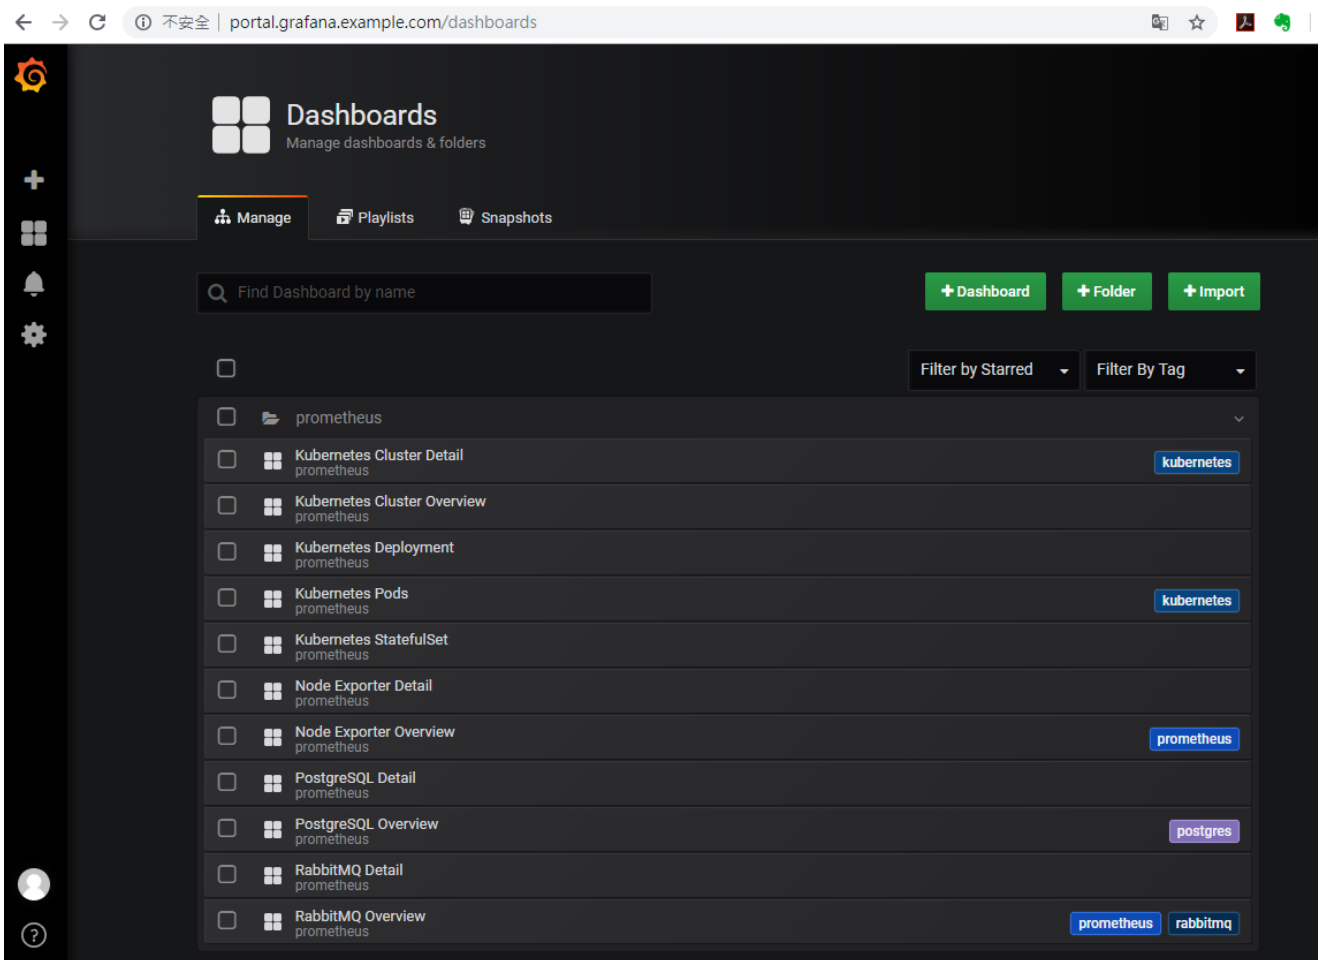 不安全 | portal.grafana.example.com/dashboards
Dashboards
Manage dashboards & folders
Manage Playlists Snapshots
Find Dashboard by name
+ Dashboard + Folder + Import
Filter by Starred Filter By Tag
prometheus
Kubernetes Cluster Detail
prometheus
kubernetes
Kubernetes Cluster Overview
prometheus
Kubernetes Deployment
prometheus
Kubernetes Pods
prometheus
kubernetes
Kubernetes StatefulSet
prometheus
Node Exporter Detail
prometheus
Node Exporter Overview
prometheus
prometheus
PostgreSQL Detail
prometheus
PostgreSQL Overview
prometheus
postgres
RabbitMQ Detail
prometheus
RabbitMQ Overview
prometheus
prometheus rabbitmq